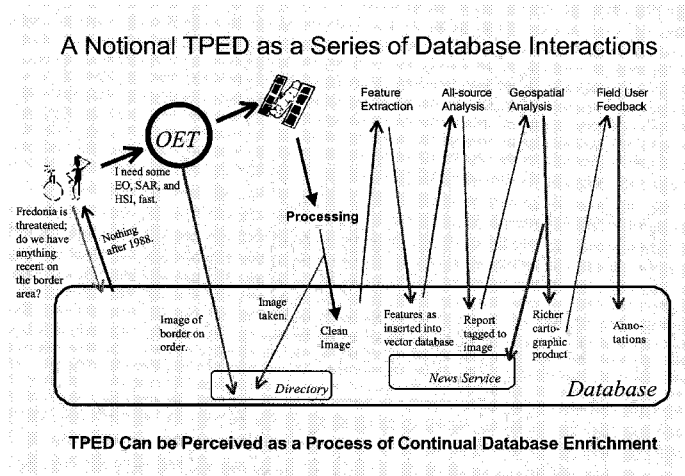 A Notional TPED as a Series of Database Interactions
Feature
Extraction
All-source
Analysis
Geospatial
Analysis
Field User
Feedback
OET
I need some
EO, SAR, and
HSI, fast.
Fredonia is
threatened;
do we have
anything
recent on
the border
area?
Nothing
after 1988.
Processing
Image of
border on
order.
Image
taken.
Clean
Image
Features as
inserted into
vector database
Report
tagged to
image
Richer
carto-
graphic
product
Anno-
tations
Directory
News Service
Database
TPED Can be Perceived as a Process of Continual Database Enrichment